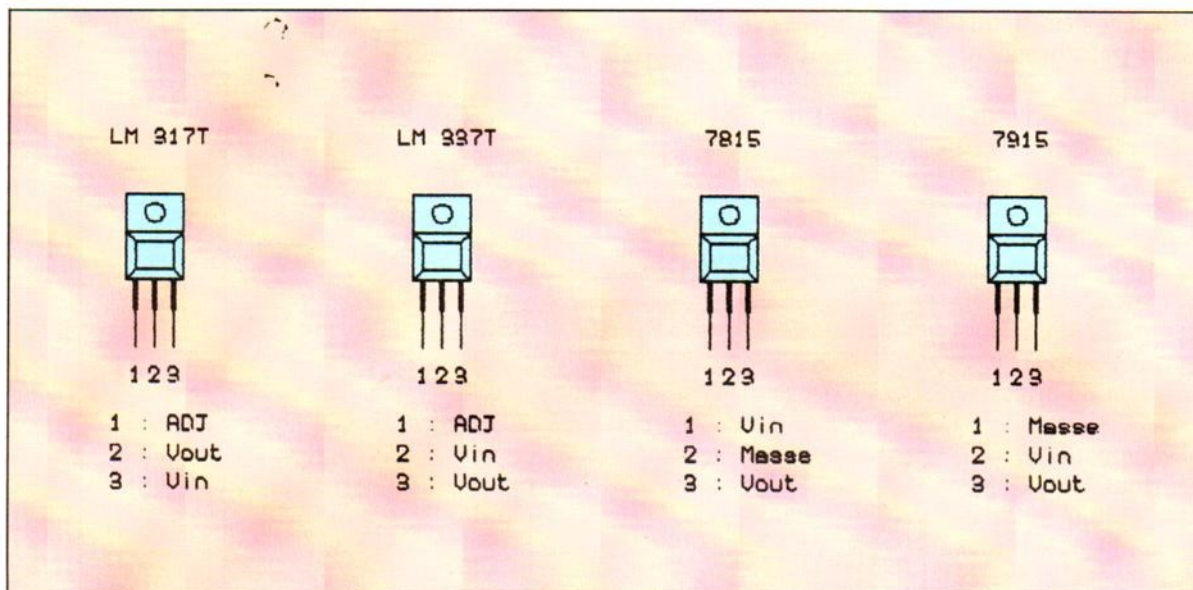 LM 317T
LM 337T
7815
7915
123
123
123
123
1 : ADJ
2 : Vout
3 : Vin
1 : ADJ
2 : Vin
3 : Vout
1 : Vin
2 : Masse
3 : Vout
1 : Masse
2 : Vin
3 : Vout